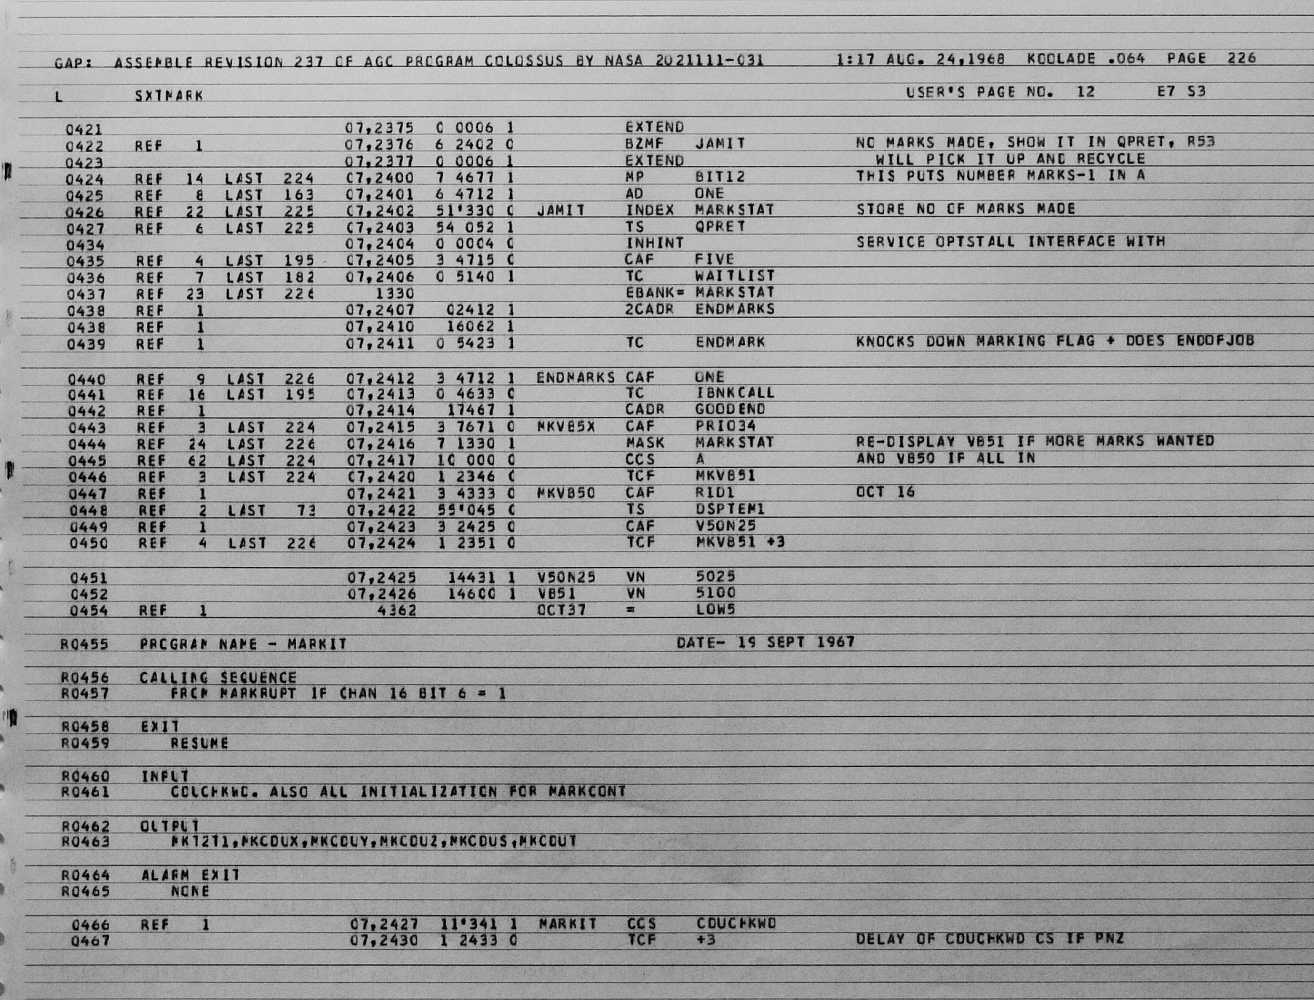 GAP: ASSEMBLE REVISION 237 OF AGC PROGRAM COLOSSUS BY NASA 2021111-031 1:17 AUG. 24,1968 KOOLADE .064 PAGE 226
L SXTMARK USER'S PAGE NO. 12 E7 S3
0421 07,2375 0 0006 1 EXTEND
0422 REF 1 07,2376 6 2402 0 BZMF JAMIT NO MARKS MADE, SHOW IT IN QPRET, R53
0423 07,2377 0 0006 1 EXTEND WILL PICK IT UP AND RECYCLE
0424 REF 14 LAST 224 07,2400 7 4677 1 MP BIT12 THIS PUTS NUMBER MARKS-1 IN A
0425 REF 8 LAST 163 07,2401 6 4712 1 AD ONE
0426 REF 22 LAST 225 07,2402 51'330 0 JAMIT INDEX MARKSTAT STORE NO OF MARKS MADE
0427 REF 6 LAST 225 07,2403 54 052 1 TS QPRET
0434 07,2404 0 0004 0 INHINT SERVICE OPTSTALL INTERFACE WITH
0435 REF 4 LAST 195 07,2405 3 4715 0 CAF FIVE
0436 REF 7 LAST 182 07,2406 0 5140 1 TC WAITLIST
0437 REF 23 LAST 226 1330 EBANK= MARKSTAT
0438 REF 1 07,2407 02412 1 2CADR ENDMARKS
0438 REF 1 07,2410 16062 1
0439 REF 1 07,2411 0 5423 1 TC ENDMARK KNOCKS DOWN MARKING FLAG + DOES ENDOFJOB
0440 REF 9 LAST 226 07,2412 3 4712 1 ENDMARKS CAF ONE
0441 REF 16 LAST 195 07,2413 0 4633 0 TC IBNKCALL
0442 REF 1 07,2414 17467 1 CADR GOODEND
0443 REF 3 LAST 224 07,2415 3 7671 0 MKVB5X CAF PRIO34
0444 REF 24 LAST 226 07,2416 7 1330 1 MASK MARKSTAT RE-DISPLAY VB51 IF MORE MARKS WANTED
0445 REF 62 LAST 224 07,2417 10 000 0 CCS A AND VB50 IF ALL IN
0446 REF 3 LAST 224 07,2420 1 2346 0 TCF MKVB51
0447 REF 1 07,2421 3 4333 0 MKVB50 CAF R1D1 OCT 16
0448 REF 2 LAST 73 07,2422 55'045 0 TS DSPTEM1
0449 REF 1 07,2423 3 2425 0 CAF V50N25
0450 REF 4 LAST 226 07,2424 1 2351 0 TCF MKVB51 +3
0451 07,2425 14431 1 V50N25 VN 5025
0452 07,2426 14600 1 VB51 VN 5100
0454 REF 1 4362 OCT37 = LOW5
R0455 PROGRAM NAME - MARKIT DATE- 19 SEPT 1967
R0456 CALLING SEQUENCE
R0457 FROM MARKRUPT IF CHAN 16 BIT 6 = 1
R0458 EXIT
R0459 RESUME
R0460 INPUT
R0461 CDUCHKWD. ALSO ALL INITIALIZATION FOR MARKCONT
R0462 OUTPUT
R0463 MKT2T1,MKCDUX,MKCDUY,MKCDUZ,MKCDUS,MKCDUT
R0464 ALARM EXIT
R0465 NONE
0466 REF 1 07,2427 11'341 1 MARKIT CCS CDUCHKWD
0467 07,2430 1 2433 0 TCF +3 DELAY OF CDUCHKWD CS IF PNZ